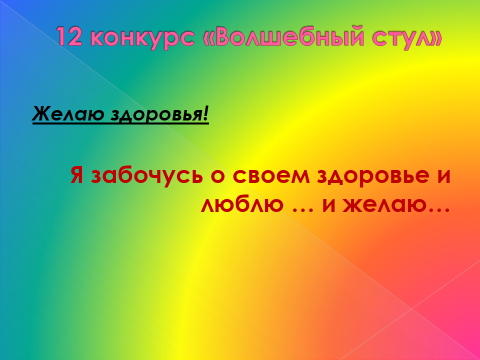 12 конкурс «Волшебный стул»
Желаю здоровья!
Я забочусь о своем здоровье и
люблю … и желаю…